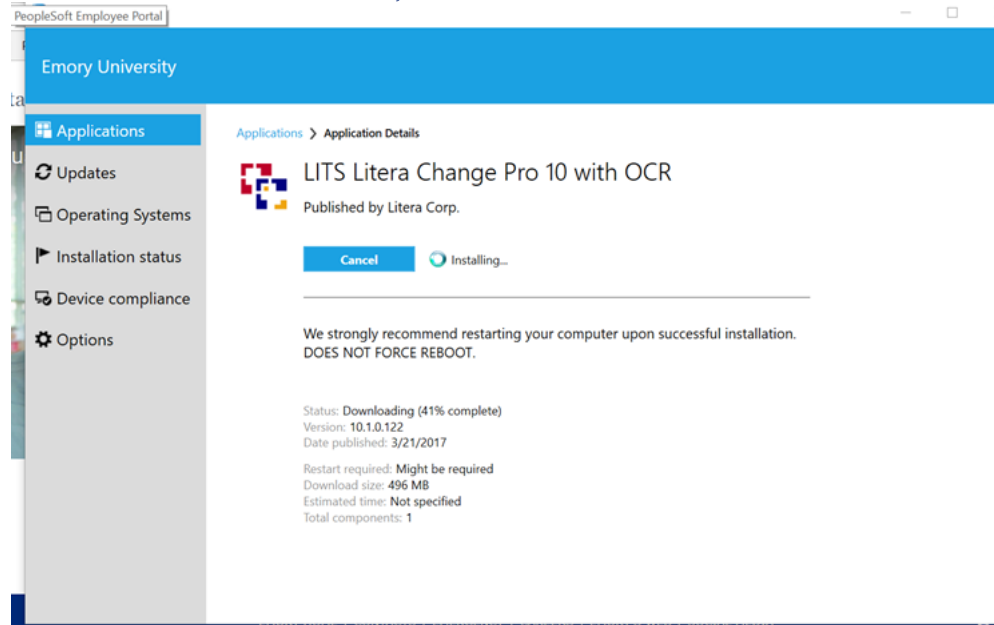 PeopleSoft Employee Portal
Emory University
Applications
Updates
Operating Systems
Installation status
Device compliance
Options
Applications > Application Details
LITS Litera Change Pro 10 with OCR
Published by Litera Corp.
Cancel
Installing...
We strongly recommend restarting your computer upon successful installation.
DOES NOT FORCE REBOOT.
Status: Downloading (41% complete)
Version: 10.1.0.122
Date published: 3/21/2017
Restart required: Might be required
Download size: 496 MB
Estimated time: Not specified
Total components: 1